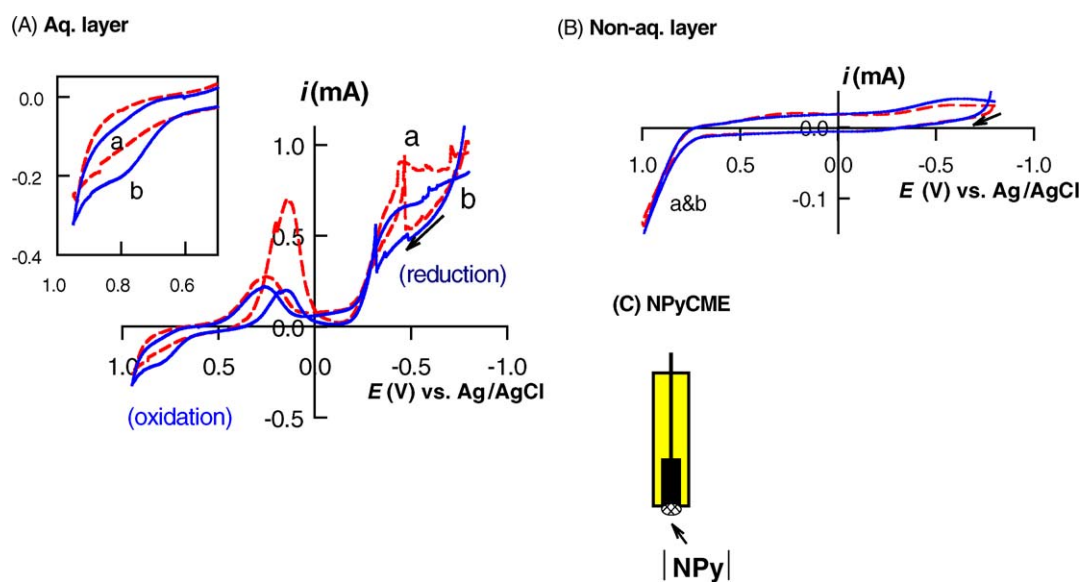 (A) Aq. layer
0.0
-0.2
-0.4
1.0
0.8
0.6
a
b
i (mA)
1.0
0.5
0.0
-0.5
a
b
(reduction)
1.0
0.5
0.0
-0.5
-1.0
E (V) vs. Ag/AgCl
(oxidation)
(B) Non-aq. layer
i (mA)
0.0
-0.1
1.0
0.5
0.0
-0.5
-1.0
E (V) vs. Ag/AgCl
a&b
(C) NPyCME
|NPy|